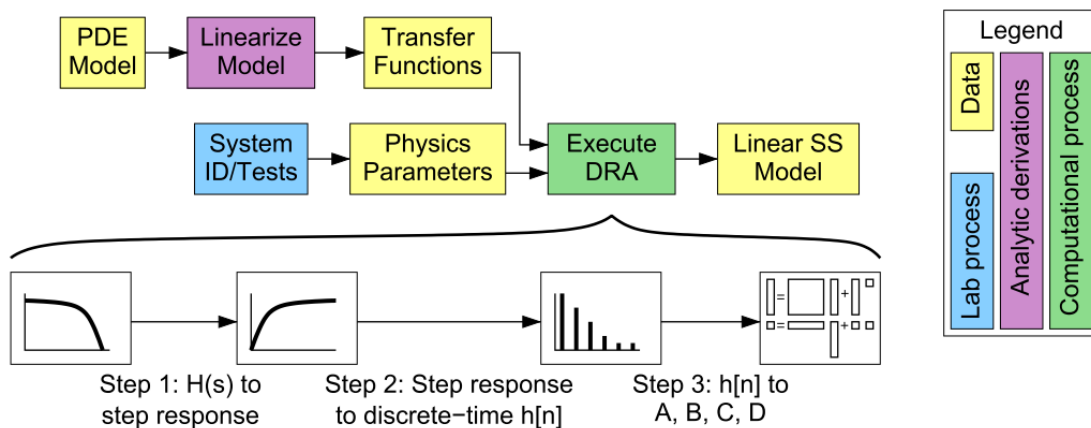 PDE
Model
Linearize
Model
Transfer
Functions
System
ID/Tests
Physics
Parameters
Execute
DRA
Linear SS
Model
Legend
Data
Lab process
Analytic derivations
Computational process
=
+
=
+
Step 1: H(s) to
step response
Step 2: Step response
to discrete−time h[n]
Step 3: h[n] to
A, B, C, D